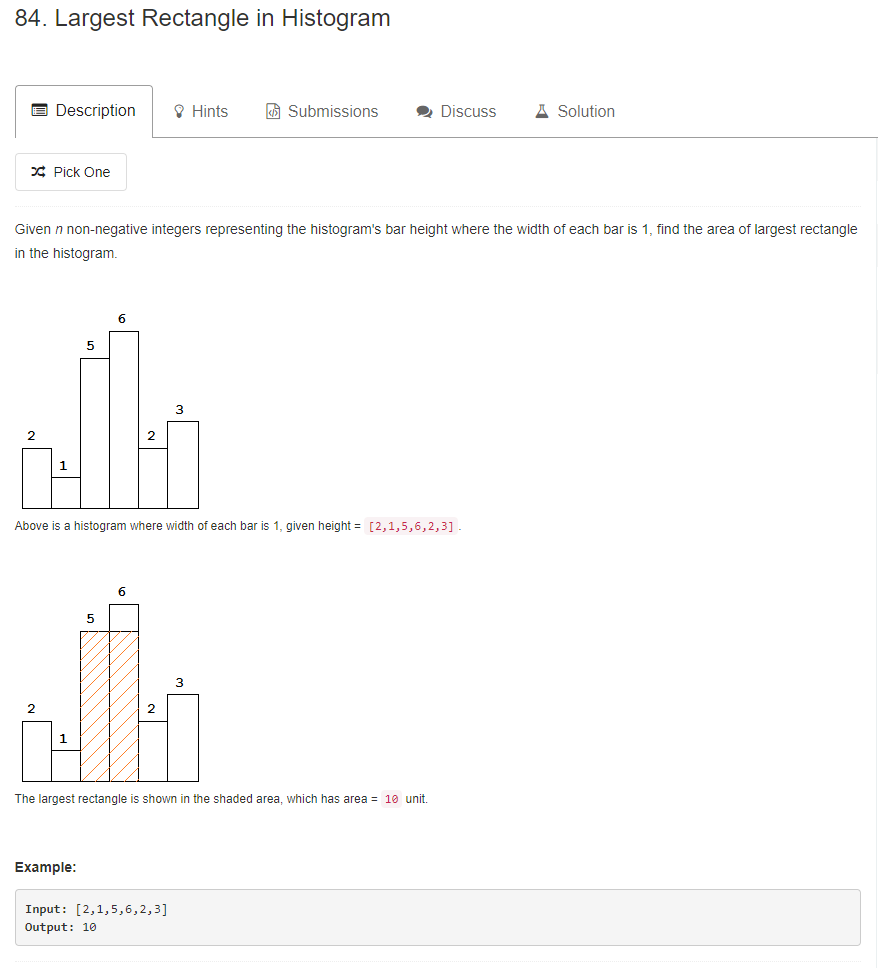 84. Largest Rectangle in Histogram
Description
Hints
Submissions
Discuss
Solution
Pick One
Given n non-negative integers representing the histogram's bar height where the width of each bar is 1, find the area of largest rectangle
in the histogram.
6
5
3
2
2
1
Above is a histogram where width of each bar is 1, given height = [2,1,5,6,2,3].
6
5
3
2
2
1
The largest rectangle is shown in the shaded area, which has area = 10 unit.
Example:
Input: [2,1,5,6,2,3]
Output: 10